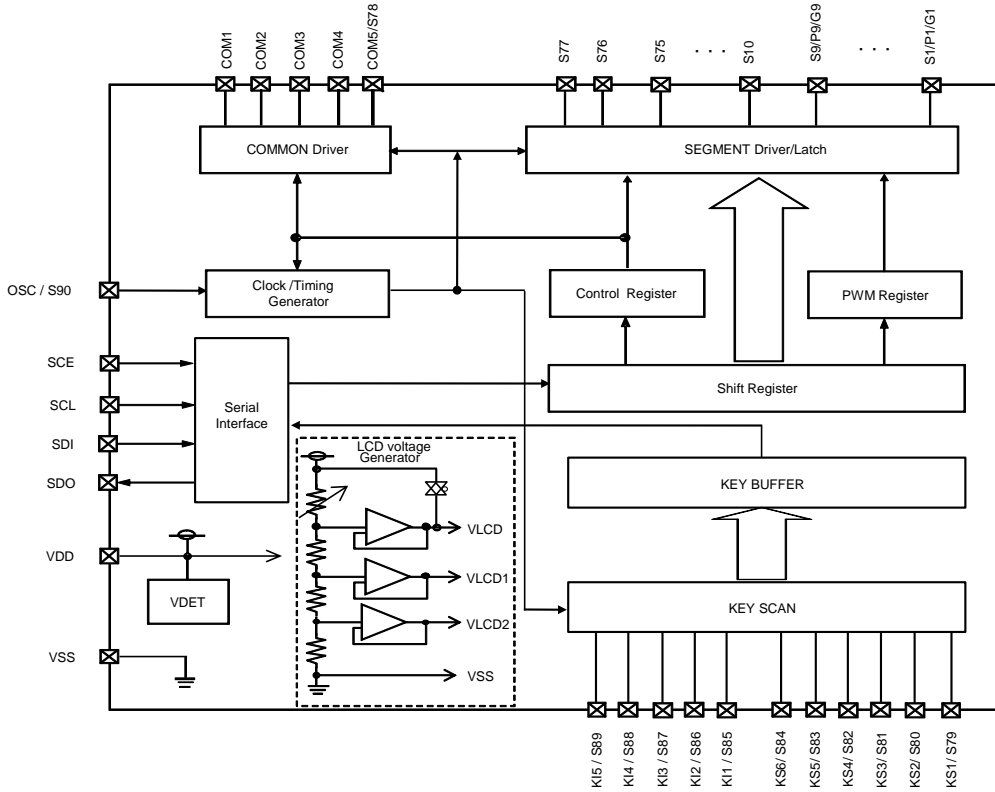 COM1
COM2
COM3
COM4
COM5/S78
S77
S76
S75
. . .
S10
S9/P9/G9
. . .
S1/P1/G1
COMMON Driver
SEGMENT Driver/Latch
OSC / S90
Clock /Timing
Generator
Control Register
PWM Register
SCE
SCL
SDI
SDO
Serial
Interface
Shift Register
LCD voltage
Generator
KEY BUFFER
VLCD
VDD
VDET
VLCD1
KEY SCAN
VLCD2
VSS
VSS
KI5 / S89
KI4 / S88
KI3 / S87
KI2 / S86
KI1 / S85
KS6/ S84
KS5/ S83
KS4/ S82
KS3/ S81
KS2/ S80
KS1/ S79